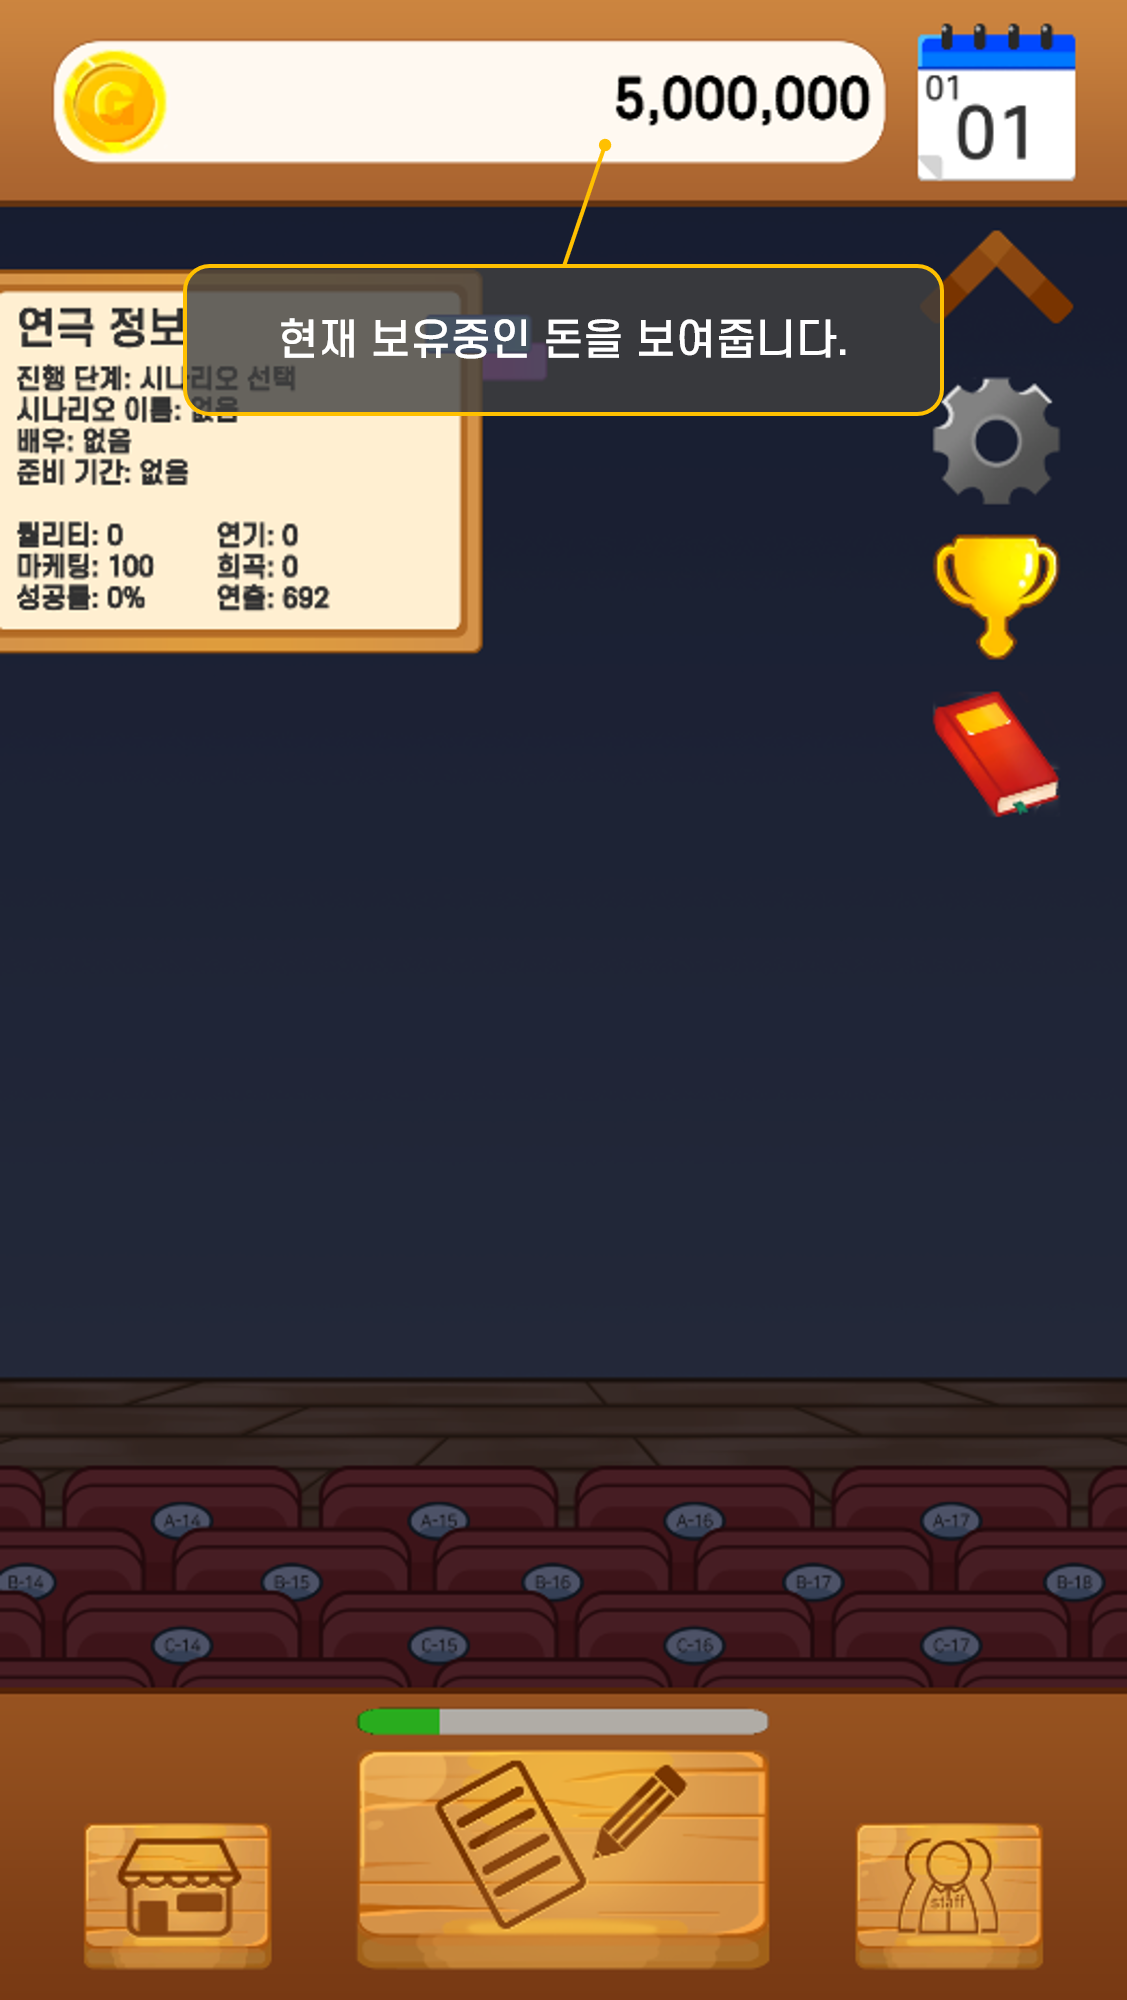 5,000,000
01
01
현재 보유중인 돈을 보여줍니다.
연극 정보
진행 단계: 시나리오 선택
시나리오 이름: 없음
배우: 없음
준비 기간: 없음
퀄리티: 0 연기: 0
마케팅: 100 희곡: 0
성공률: 0% 연출: 692
A-14 A-15 A-16 A-17
B-14 B-15 B-16 B-17 B-18
C-14 C-15 C-16 C-17
staff